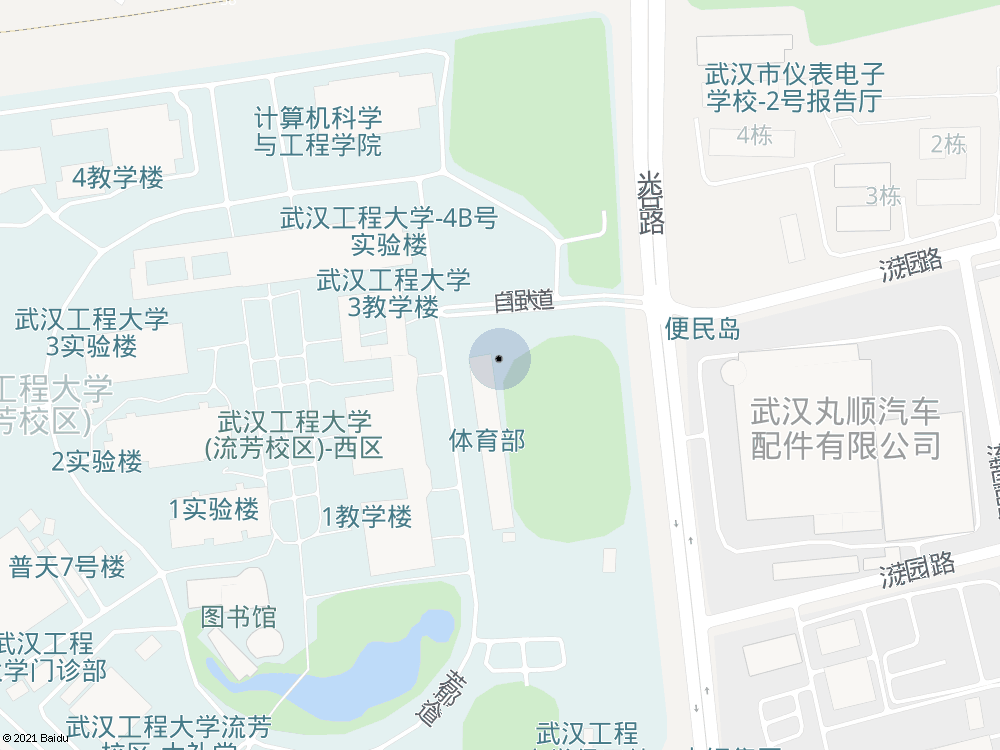 武汉市仪表电子
学校-2号报告厅
计算机科学
与工程学院
4栋
2栋
4教学楼
3栋
光谷一路
武汉工程大学-4B号
实验楼
流芳园路
武汉工程大学
3教学楼
自强大道
武汉工程大学
3实验楼
便民岛
工程大学
芳校区)
武汉丸顺汽车
配件有限公司
武汉工程大学
(流芳校区)-西区
体育部
2实验楼
1实验楼
1教学楼
普天7号楼
图书馆
武汉工程
大学门诊部
武汉工程大学流芳
武汉工程
© 2021 Baidu